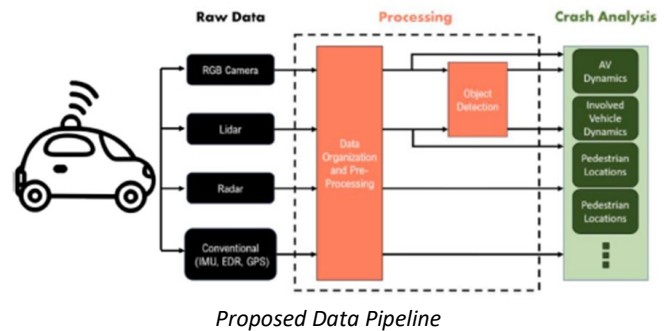 Raw Data
Processing
Crash Analysis
RGB Camera
Lidar
Radar
Conventional
(IMU, EDR, GPS)
Data
Organization
and Pre-
Processing
Object
Detection
AV
Dynamics
Involved
Vehicle
Dynamics
Pedestrian
Locations
Pedestrian
Locations
Proposed Data Pipeline